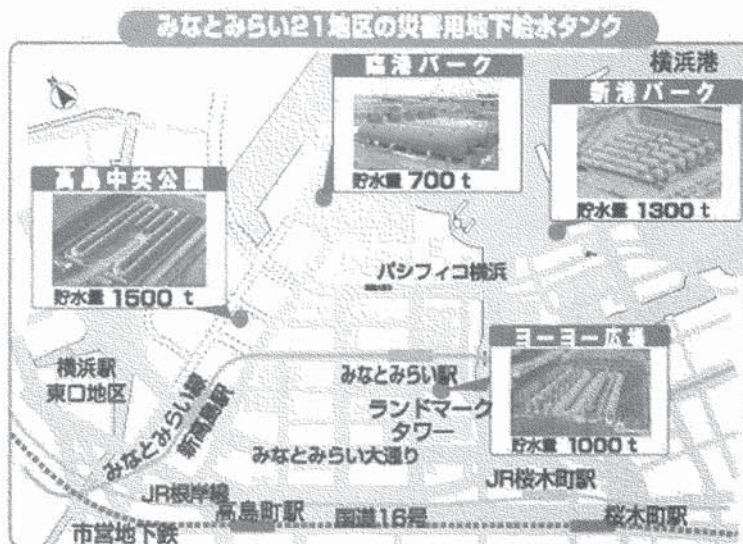 みなとみらい21地区の災害用地下給水タンク
横浜港
臨港パーク
貯水量 700 t
新港パーク
貯水量 1300 t
高島中央公園
貯水量 1500 t
パシフィコ横浜
ヨーヨー広場
貯水量 1000 t
横浜駅
東口地区
みなとみらい線
新高島駅
みなとみらい駅
ランドマーク
タワー
みなとみらい大通り
JR桜木町駅
JR根岸線
高島町駅
国道16号
桜木町駅
市営地下鉄